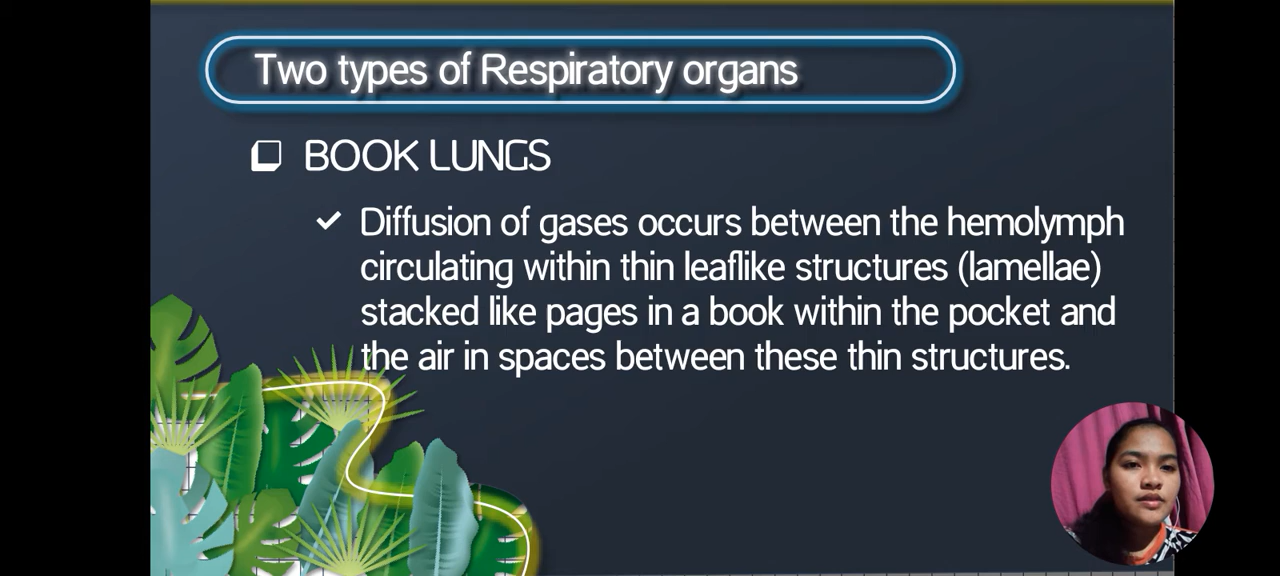 Two types of Respiratory organs
BOOK LUNGS
Diffusion of gases occurs between the hemolymph
circulating within thin leaflike structures (lamellae)
stacked like pages in a book within the pocket and
the air in spaces between these thin structures.